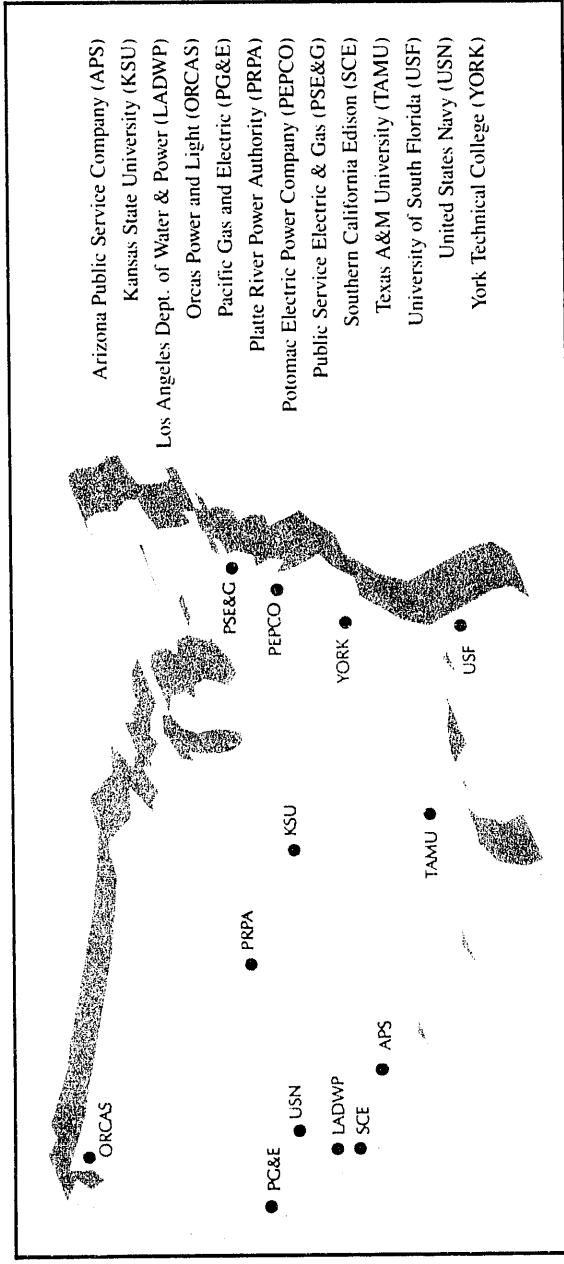 ORCAS
PG&E
USN
LADWP
SCE
APS
PRPA
KSU
TAMU
PSE&G
PEPCO
YORK
USF
Arizona Public Service Company (APS)
Kansas State University (KSU)
Los Angeles Dept. of Water & Power (LADWP)
Orcas Power and Light (ORCAS)
Pacific Gas and Electric (PG&E)
Platte River Power Authority (PRPA)
Potomac Electric Power Company (PEPCO)
Public Service Electric & Gas (PSE&G)
Southern California Edison (SCE)
Texas A&M University (TAMU)
University of South Florida (USF)
United States Navy (USN)
York Technical College (YORK)